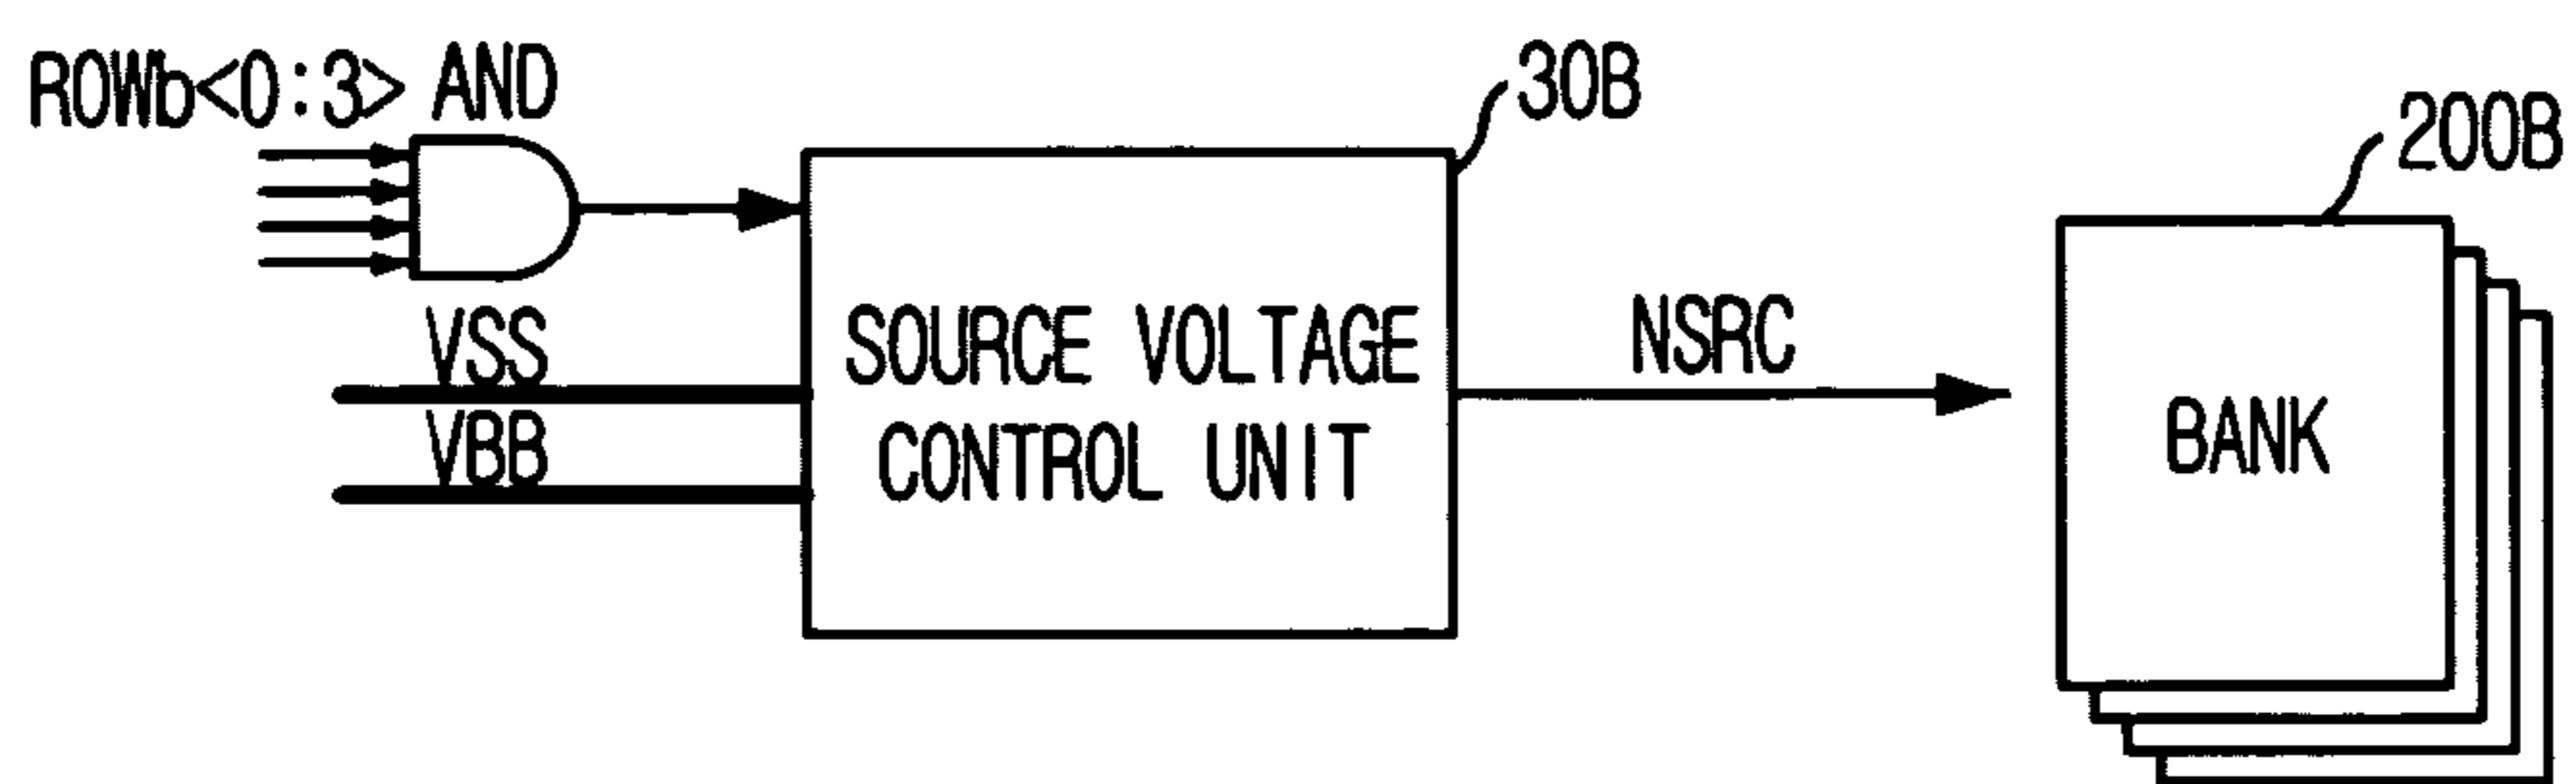 ROWb<0:3> AND
30B
200B
VSS
VBB
SOURCE VOLTAGE
CONTROL UNIT
NSRC
BANK